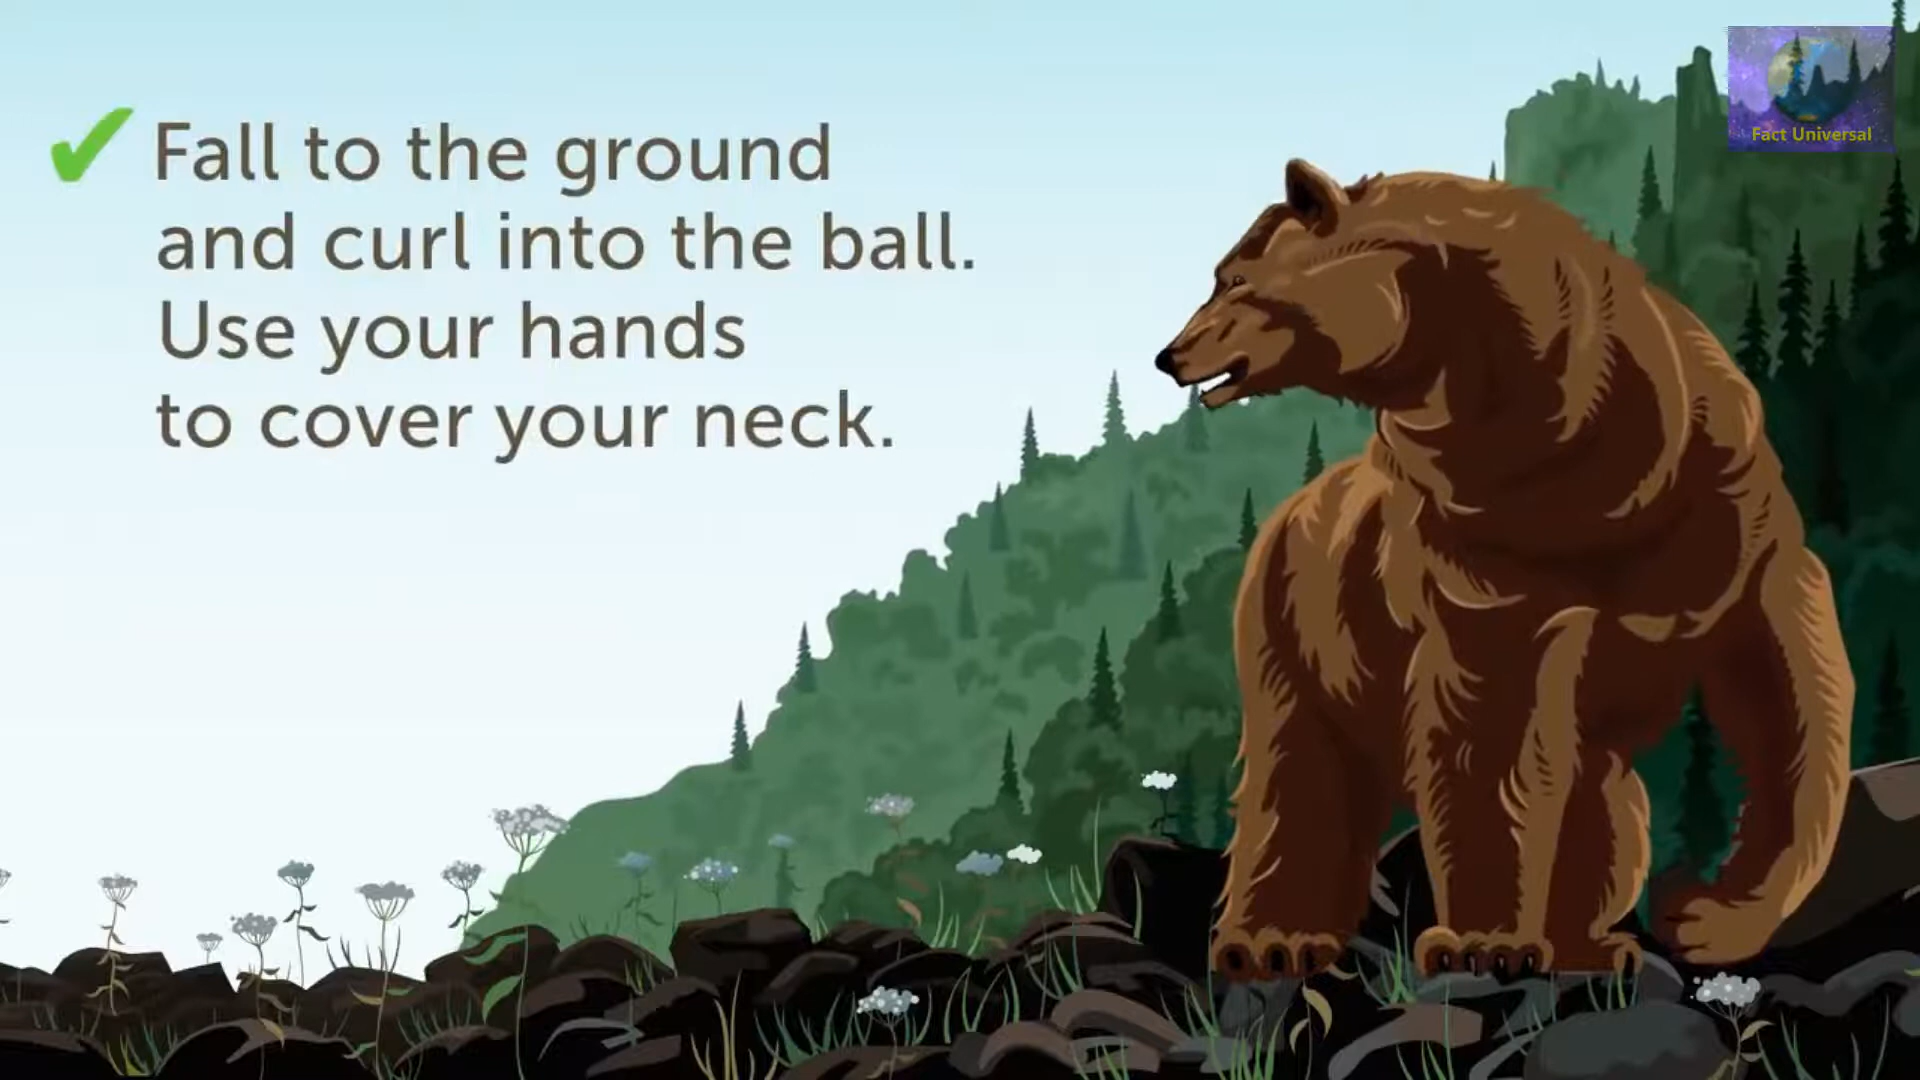 Fact Universal
Fall to the ground
and curl into the ball.
Use your hands
to cover your neck.